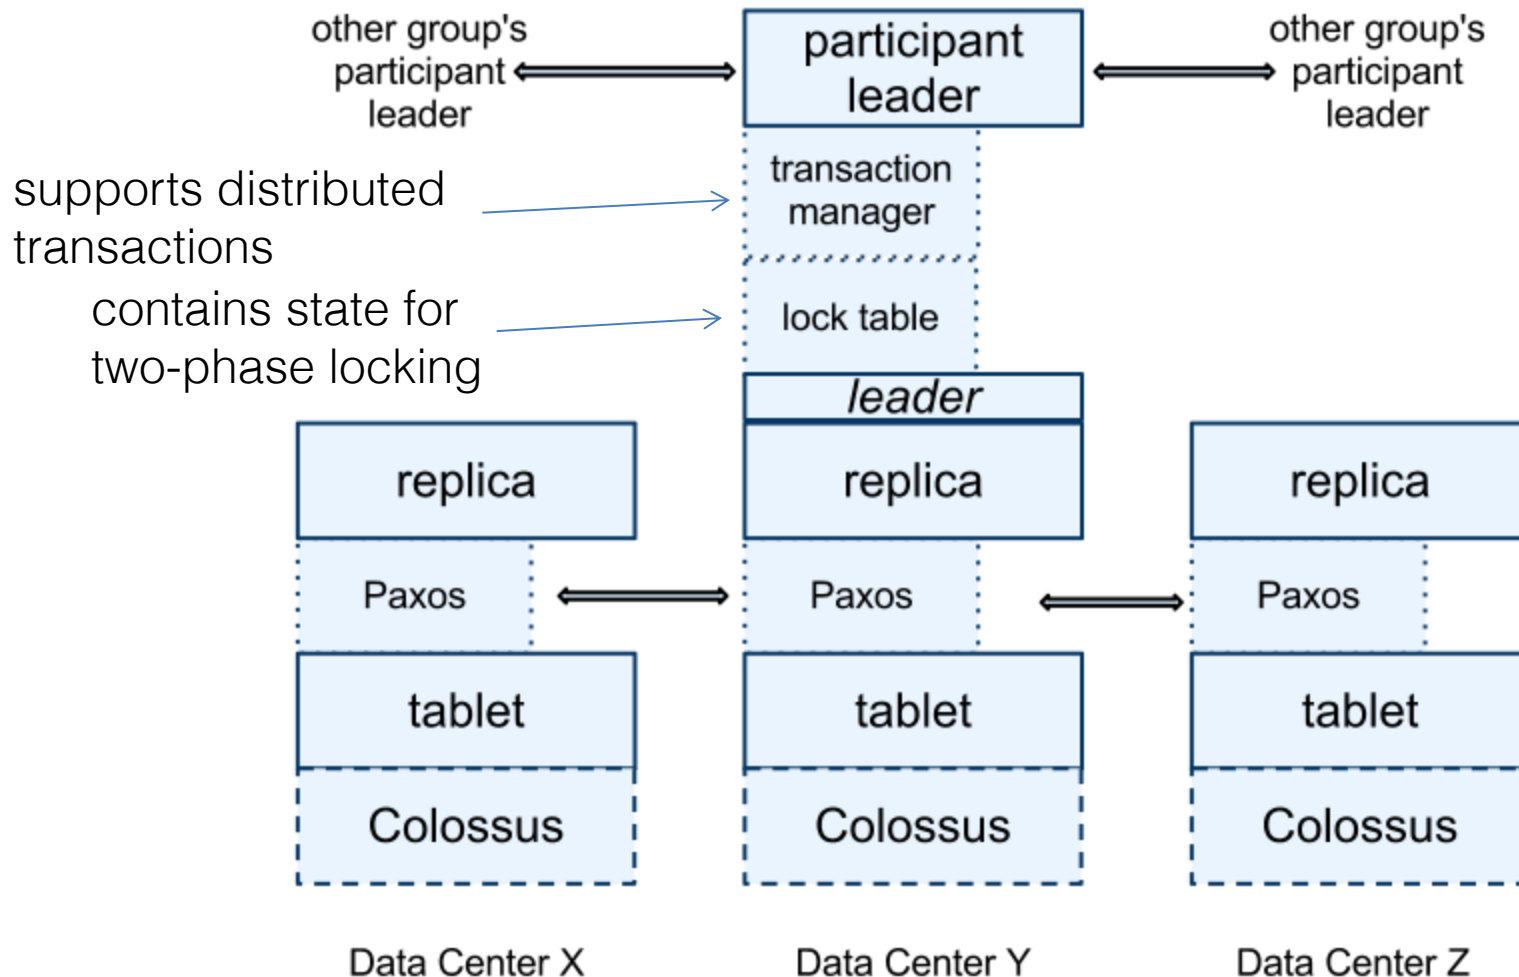 other group's
participant
leader
participant
leader
other group's
participant
leader
supports distributed
transactions
transaction
manager
contains state for
two-phase locking
lock table
leader
replica
replica
replica
Paxos
Paxos
Paxos
tablet
tablet
tablet
Colossus
Colossus
Colossus
Data Center X
Data Center Y
Data Center Z